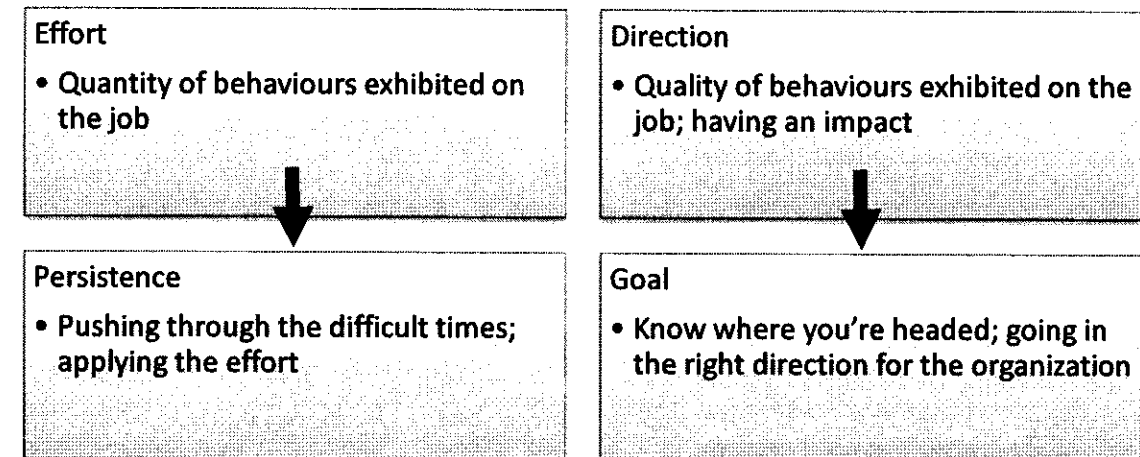 Effort
• Quantity of behaviours exhibited on
the job
Direction
• Quality of behaviours exhibited on the
job; having an impact
Persistence
• Pushing through the difficult times;
applying the effort
Goal
• Know where you're headed; going in
the right direction for the organization